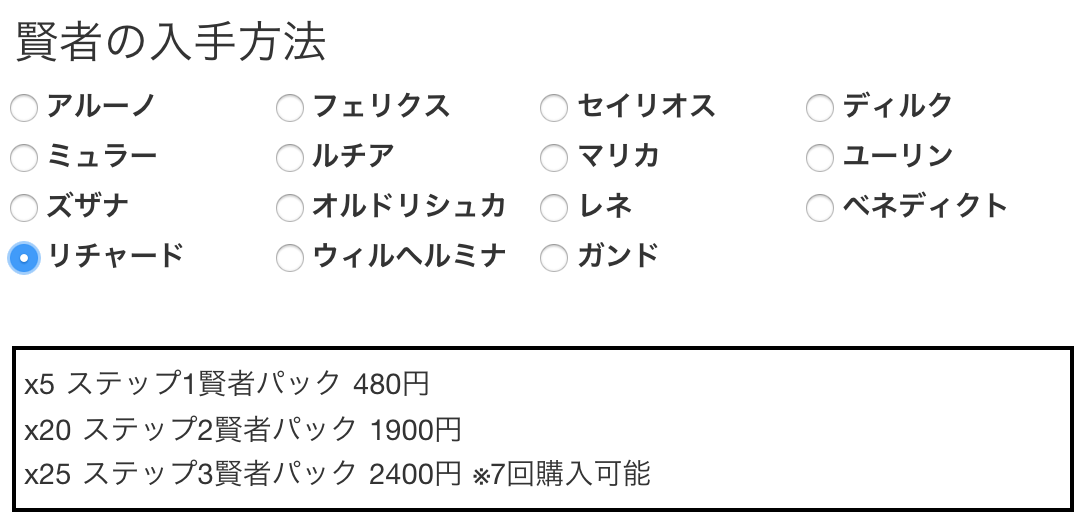 賢者の入手方法
アルーノ フェリクス セイリオス ディルク
ミュラー ルチア マリカ ユーリン
ズザナ オルドリシュカ レネ ベネディクト
リチャード ウィルヘルミナ ガンド
x5 ステップ1賢者パック 480円
x20 ステップ2賢者パック 1900円
x25 ステップ3賢者パック 2400円 ※7回購入可能